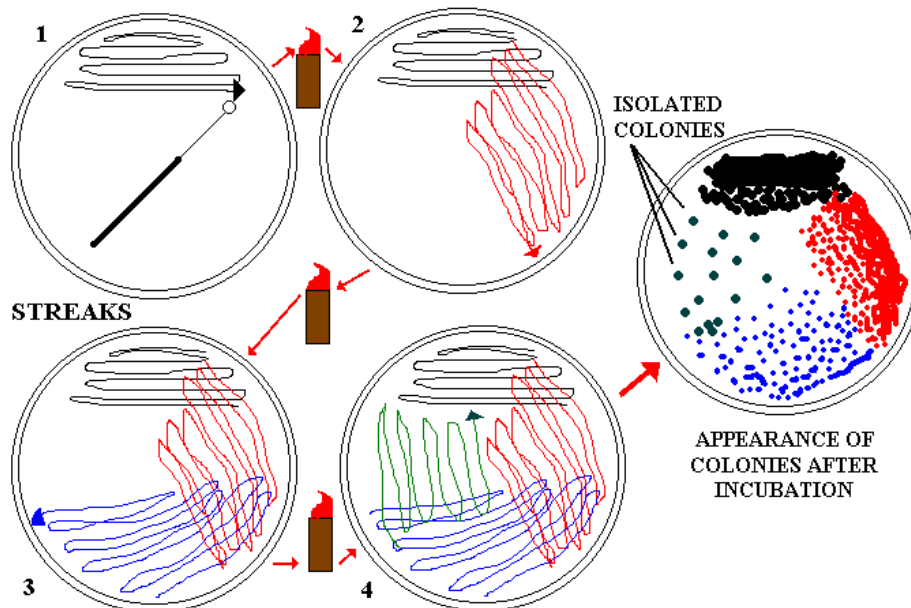 1
2
ISOLATED
COLONIES
STREAKS
3
4
APPEARANCE OF
COLONIES AFTER
INCUBATION